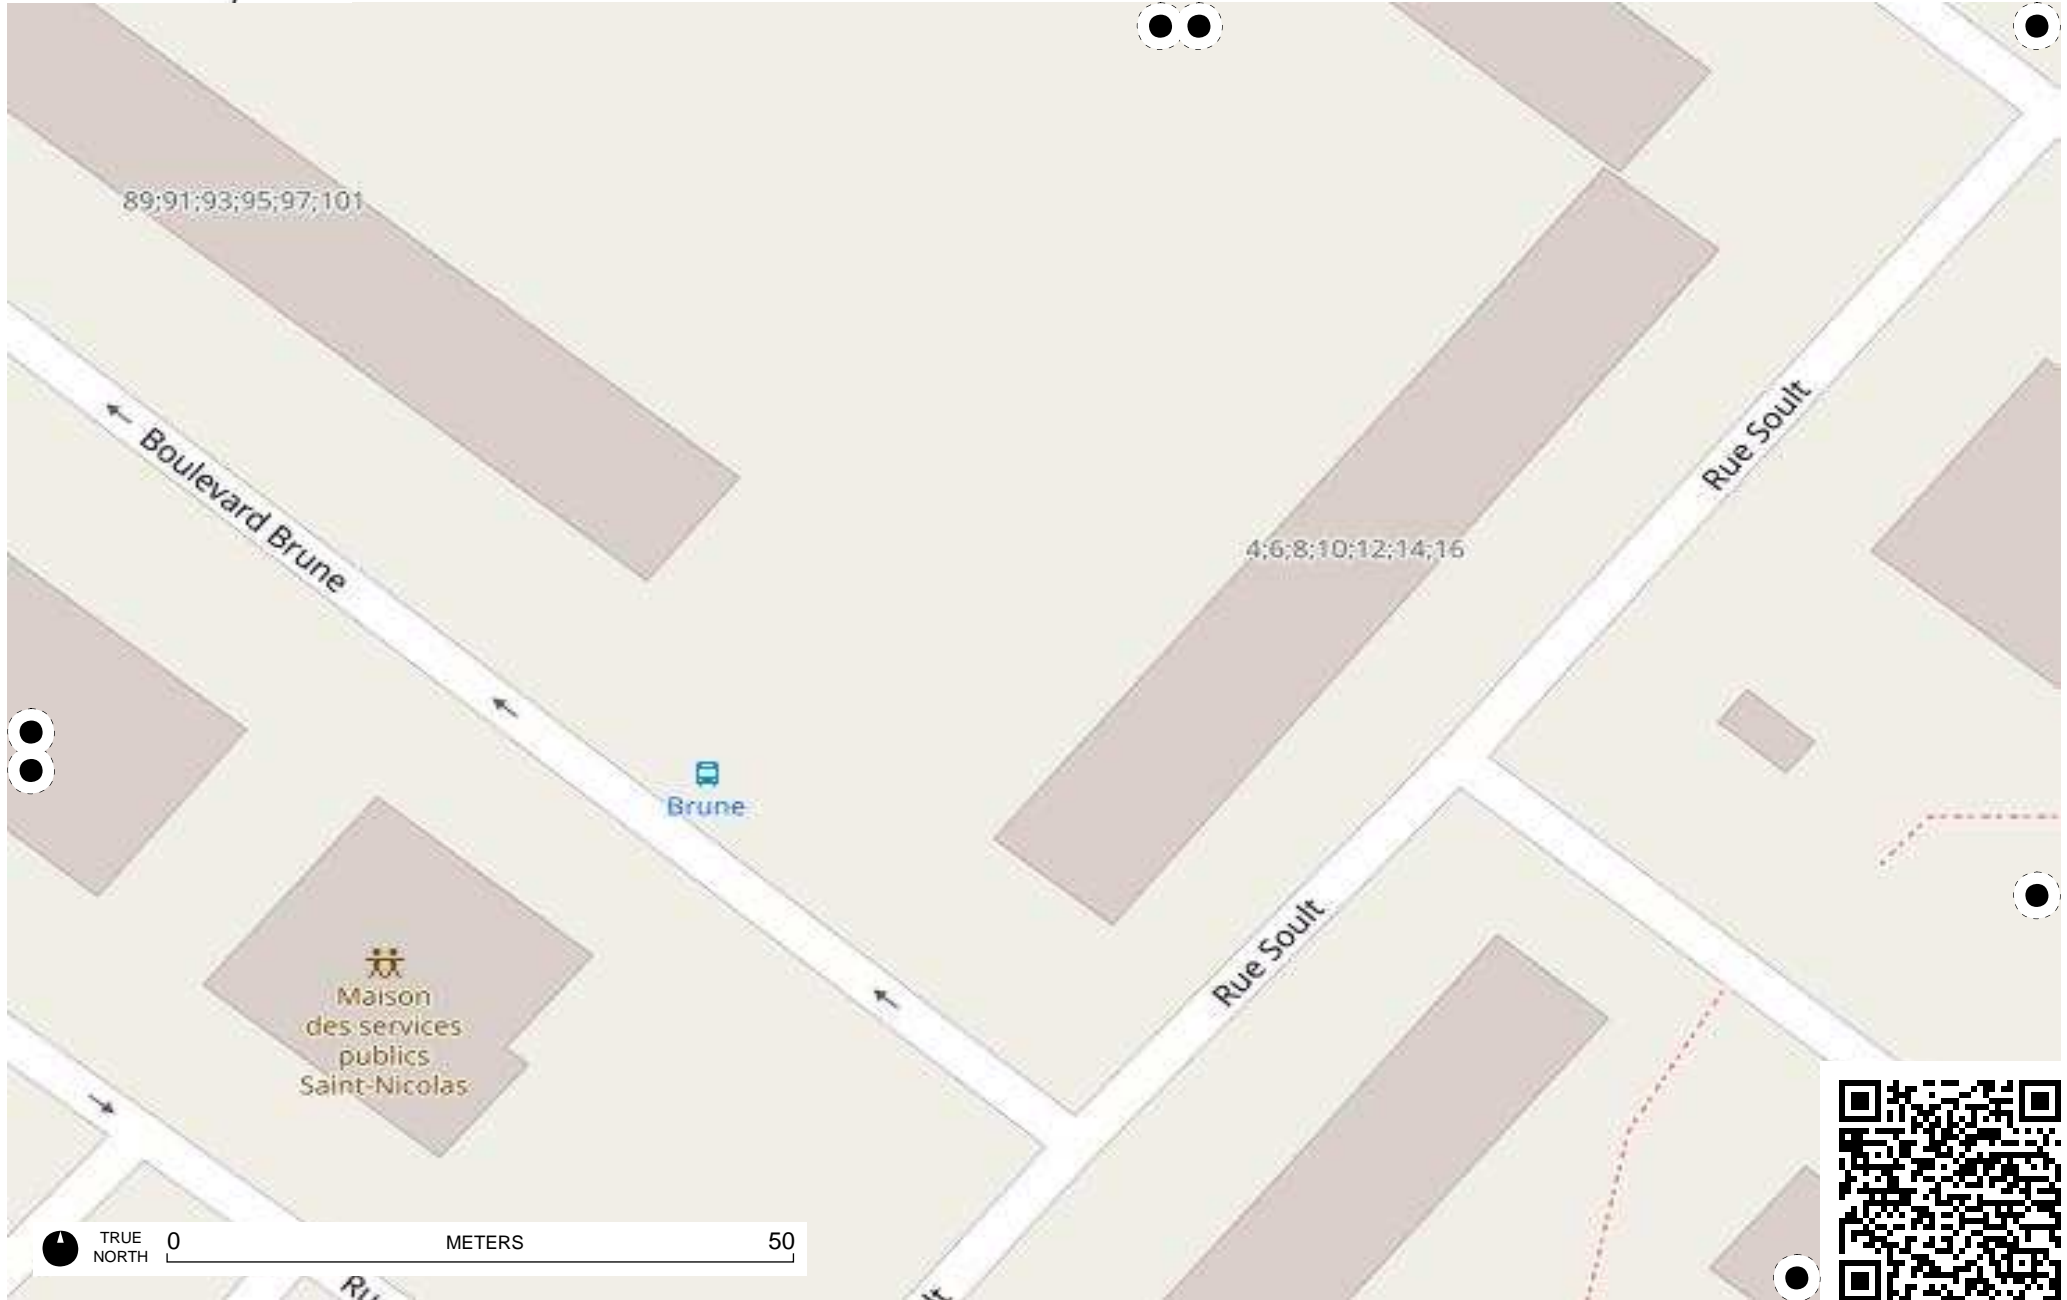 89;91;93;95;97;101
Boulevard Brune
Rue Soult
4;6;8;10;12;14;16
Brune
Rue Soult
Maison
des services
publics
Saint-Nicolas
TRUE
NORTH
0 METERS 50